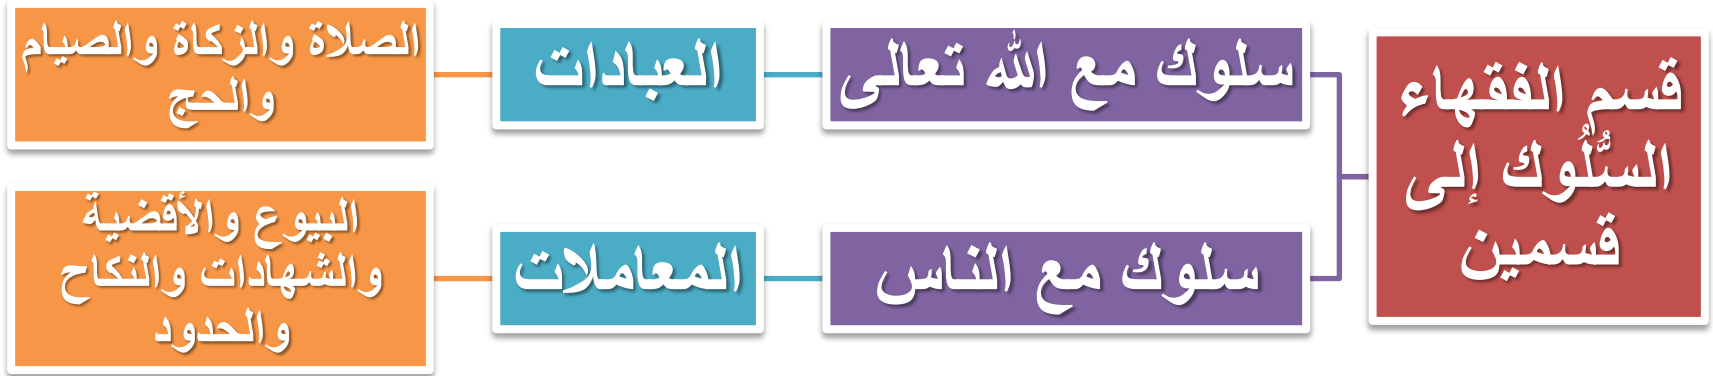 قسم الفقهاء
السُّلُوك إلى
قسمين
سلوك مع الله تعالى
العبادات
الصلاة والزكاة والصيام
والحج
سلوك مع الناس
المعاملات
البيوع والأقضية
والشهادات والنكاح
والحدود